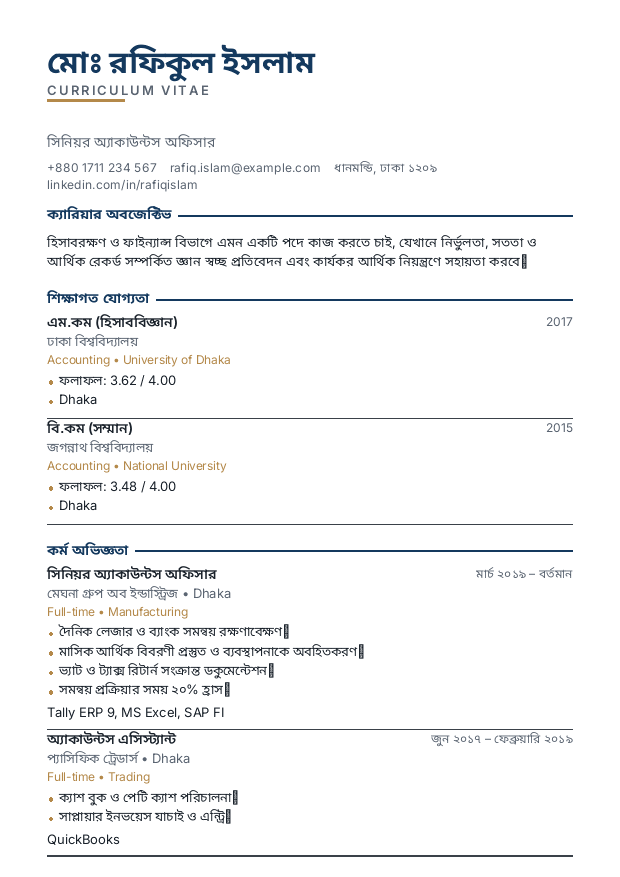 মোঃ রফিকুল ইসলাম
CURRICULUM VITAE
সিনিয়র অ্যাকাউন্টস অফিসার
+880 1711 234 567 rafiq.islam@example.com ধানমন্ডি, ঢাকা ১২০৯
linkedin.com/in/rafiqislam
ক্যারিয়ার অবজেক্টিভ
হিসাবরক্ষণ ও ফাইন্যান্স বিভাগে এমন একটি পদে কাজ করতে চাই, যেখানে নির্ভুলতা, সততা ও
আর্থিক রেকর্ড সম্পর্কিত জ্ঞান স্বচ্ছ প্রতিবেদন এবং কার্যকর আর্থিক নিয়ন্ত্রণে সহায়তা করবে
শিক্ষাগত যোগ্যতা
এম.কম (হিসাববিজ্ঞান) 2017
ঢাকা বিশ্ববিদ্যালয়
Accounting • University of Dhaka
• ফলাফল: 3.62 / 4.00
• Dhaka
বি.কম (সম্মান) 2015
জগন্নাথ বিশ্ববিদ্যালয়
Accounting • National University
• ফলাফল: 3.48 / 4.00
• Dhaka
কর্ম অভিজ্ঞতা
সিনিয়র অ্যাকাউন্টস অফিসার মার্চ ২০১৯ – বর্তমান
মেঘনা গ্রুপ অব ইন্ডাস্ট্রিজ • Dhaka
Full-time • Manufacturing
• দৈনিক লেজার ও ব্যাংক সমন্বয় রক্ষণাবেক্ষণ
• মাসিক আর্থিক বিবরণী প্রস্তুত ও ব্যবস্থাপনাকে অবহিতকরণ
• ভ্যাট ও ট্যাক্স রিটার্ন সংক্রান্ত ডকুমেন্টেশন
• সমন্বয় প্রক্রিয়ার সময় ২০% হ্রাস
Tally ERP 9, MS Excel, SAP FI
অ্যাকাউন্টস এসিস্ট্যান্ট জুন ২০১৭ – ফেব্রুয়ারি ২০১৯
প্যাসিফিক ট্রেডার্স • Dhaka
Full-time • Trading
• ক্যাশ বুক ও পেটি ক্যাশ পরিচালনা
• সাপ্লায়ার ইনভয়েস যাচাই ও এন্ট্রি
QuickBooks